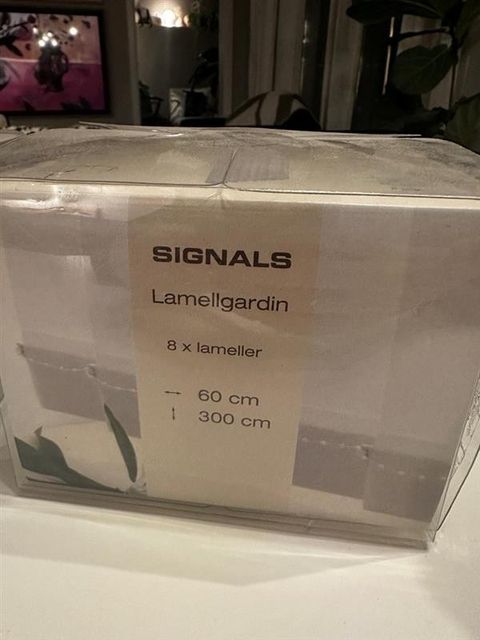 SIGNALS
Lamellgardin
8 x lameller
↔ 60 cm
↕ 300 cm